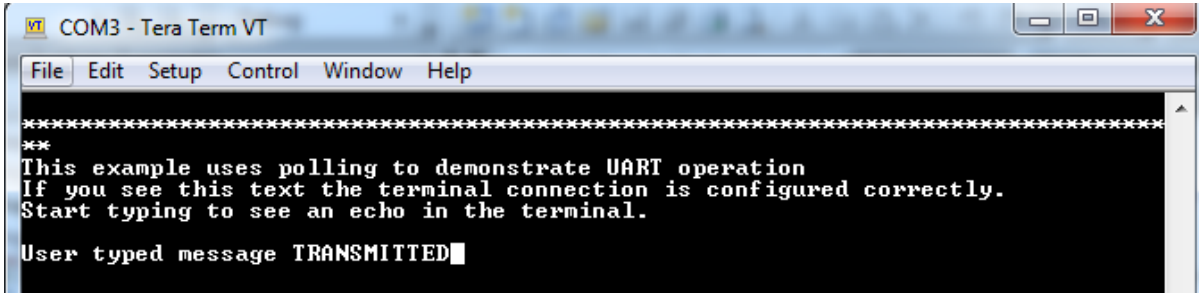 VT COM3 - Tera Term VT
File Edit Setup Control Window Help
********************************************************************************
**
This example uses polling to demonstrate UART operation
If you see this text the terminal connection is configured correctly.
Start typing to see an echo in the terminal.
User typed message TRANSMITTED